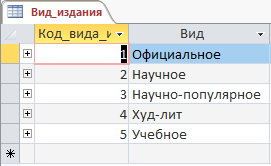 Вид_издания
Код_вида_и Вид
1 Официальное
2 Научное
3 Научно-популярное
4 Худ-лит
5 Учебное